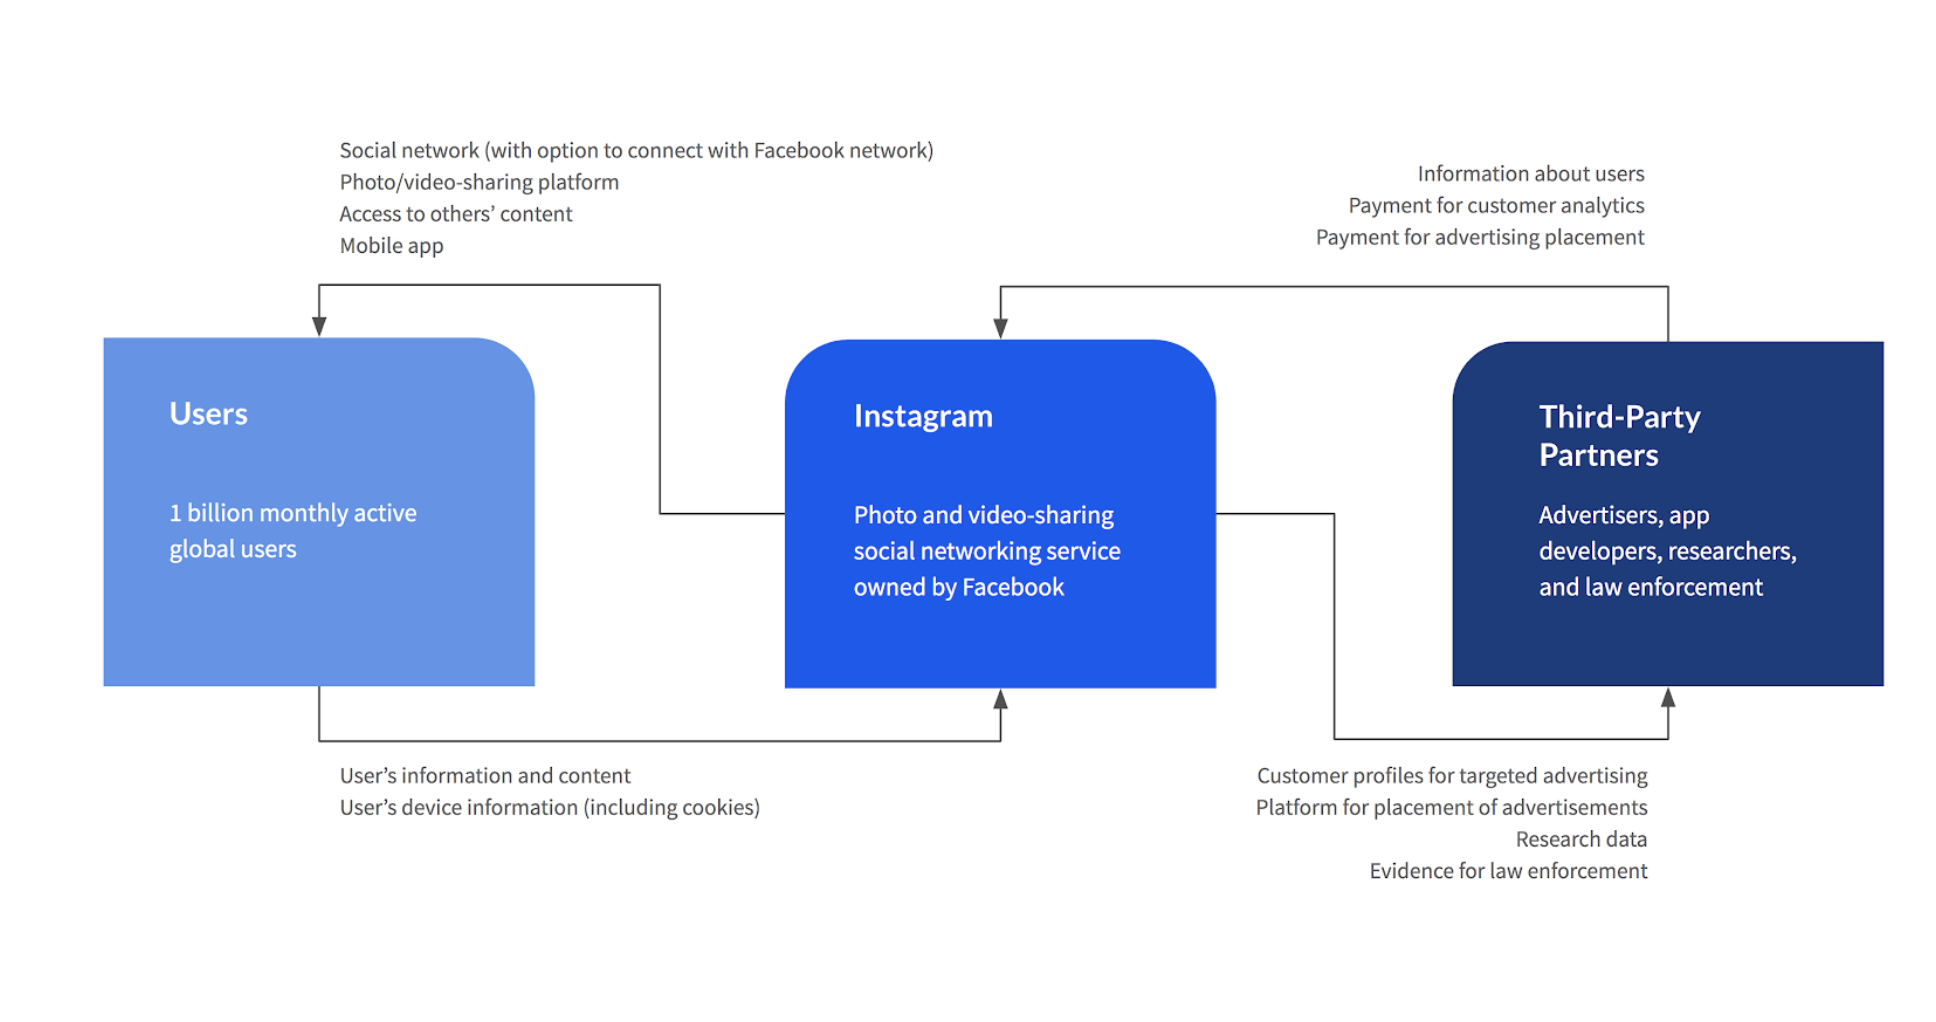 Social network (with option to connect with Facebook network)
Photo/video-sharing platform
Access to others’ content
Mobile app
Information about users
Payment for customer analytics
Payment for advertising placement
Users
1 billion monthly active
global users
Instagram
Photo and video-sharing
social networking service
owned by Facebook
Third-Party
Partners
Advertisers, app
developers, researchers,
and law enforcement
User’s information and content
User’s device information (including cookies)
Customer profiles for targeted advertising
Platform for placement of advertisements
Research data
Evidence for law enforcement